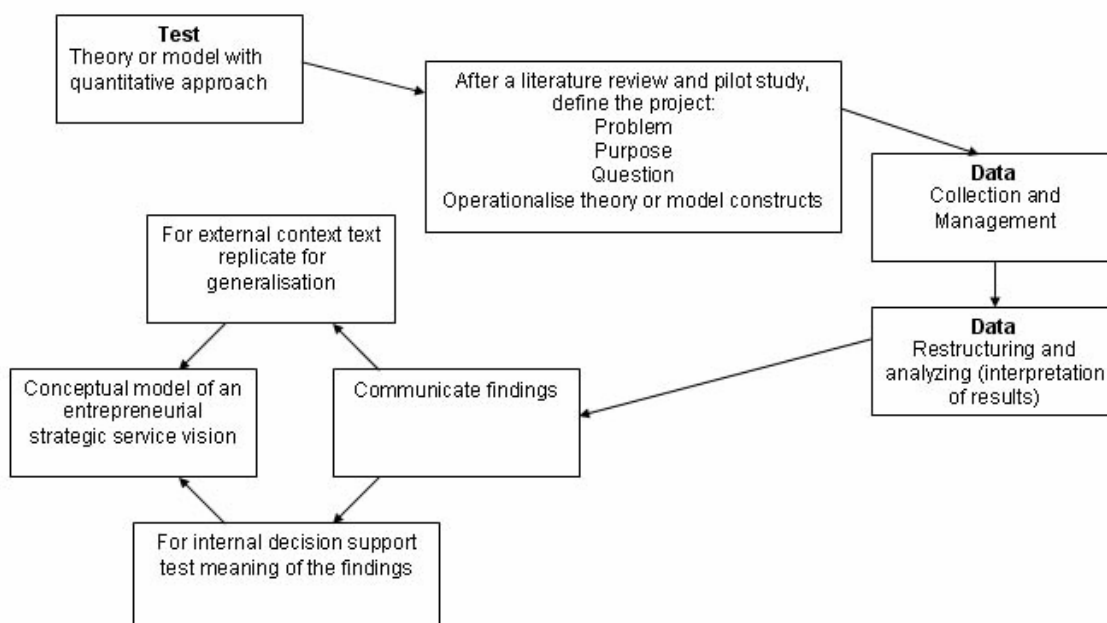 Test
Theory or model with
quantitative approach
After a literature review and pilot study,
define the project:
Problem
Purpose
Question
Operationalise theory or model constructs
Data
Collection and
Management
Data
Restructuring and
analyzing (interpretation
of results)
Communicate findings
For external context text
replicate for
generalisation
For internal decision support
test meaning of the findings
Conceptual model of an
entrepreneurial
strategic service vision